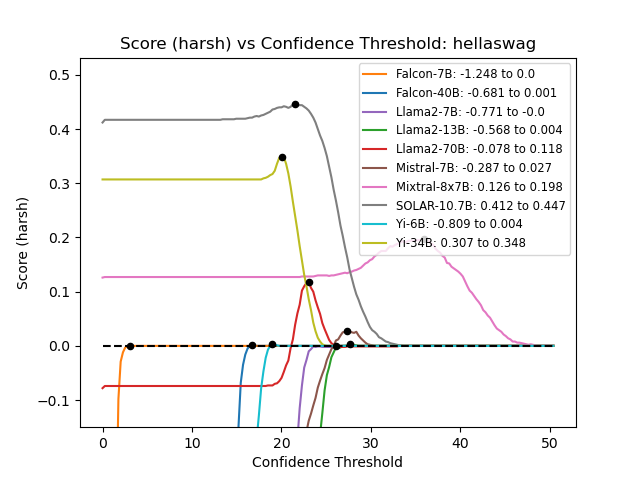 Score (harsh) vs Confidence Threshold: hellaswag
Score (harsh)
0.5
0.4
0.3
0.2
0.1
0.0
−0.1
Falcon-7B: -1.248 to 0.0
Falcon-40B: -0.681 to 0.001
Llama2-7B: -0.771 to -0.0
Llama2-13B: -0.568 to 0.004
Llama2-70B: -0.078 to 0.118
Mistral-7B: -0.287 to 0.027
Mixtral-8x7B: 0.126 to 0.198
SOLAR-10.7B: 0.412 to 0.447
Yi-6B: -0.809 to 0.004
Yi-34B: 0.307 to 0.348
0 10 20 30 40 50
Confidence Threshold